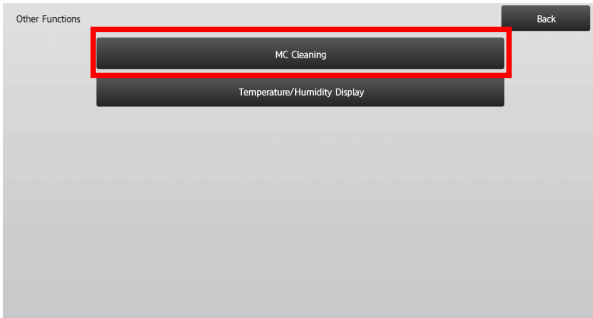 Other Functions
Back
MC Cleaning
Temperature/Humidity Display